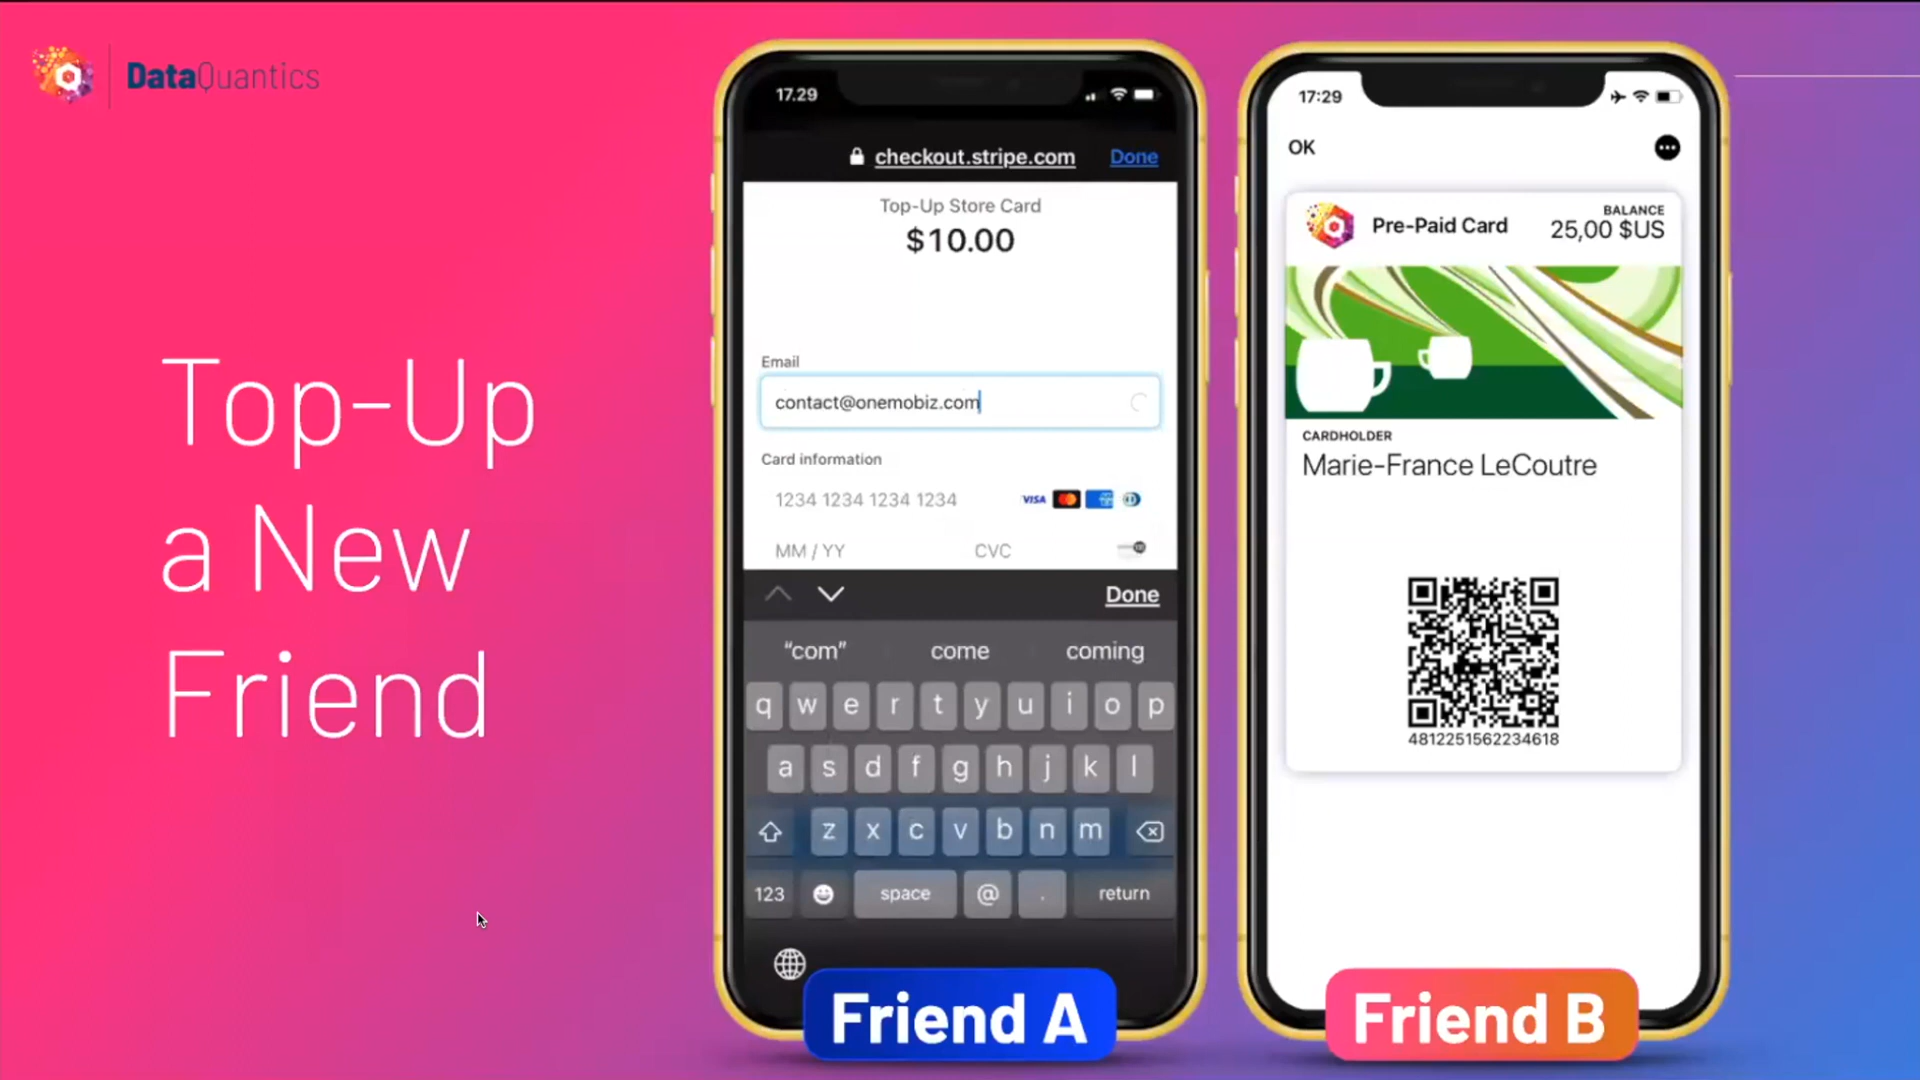 DataQuantics
Top-Up
a New
Friend
17.29
checkout.stripe.com Done
Top-Up Store Card
$10.00
Email
contact@onemobiz.com
Card information
1234 1234 1234 1234 VISA
MM / YY CVC
Done
“com” come coming
q w e r t y u i o p
a s d f g h j k l
z x c v b n m
123 space @ . return
Friend A
17:29
OK
Pre-Paid Card
BALANCE
25,00 $US
CARDHOLDER
Marie-France LeCoutre
4812251562234618
Friend B